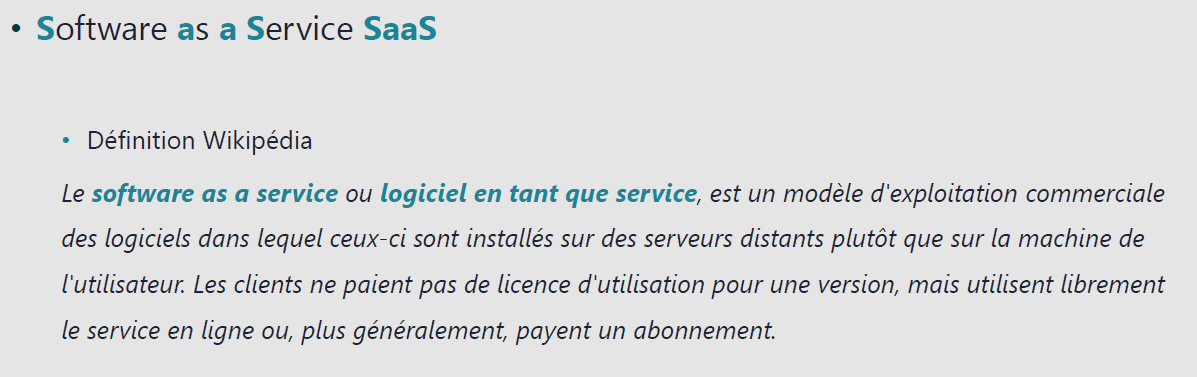 • Software as a Service SaaS
• Définition Wikipédia
Le software as a service ou logiciel en tant que service, est un modèle d'exploitation commerciale
des logiciels dans lequel ceux-ci sont installés sur des serveurs distants plutôt que sur la machine de
l'utilisateur. Les clients ne paient pas de licence d'utilisation pour une version, mais utilisent librement
le service en ligne ou, plus généralement, payent un abonnement.